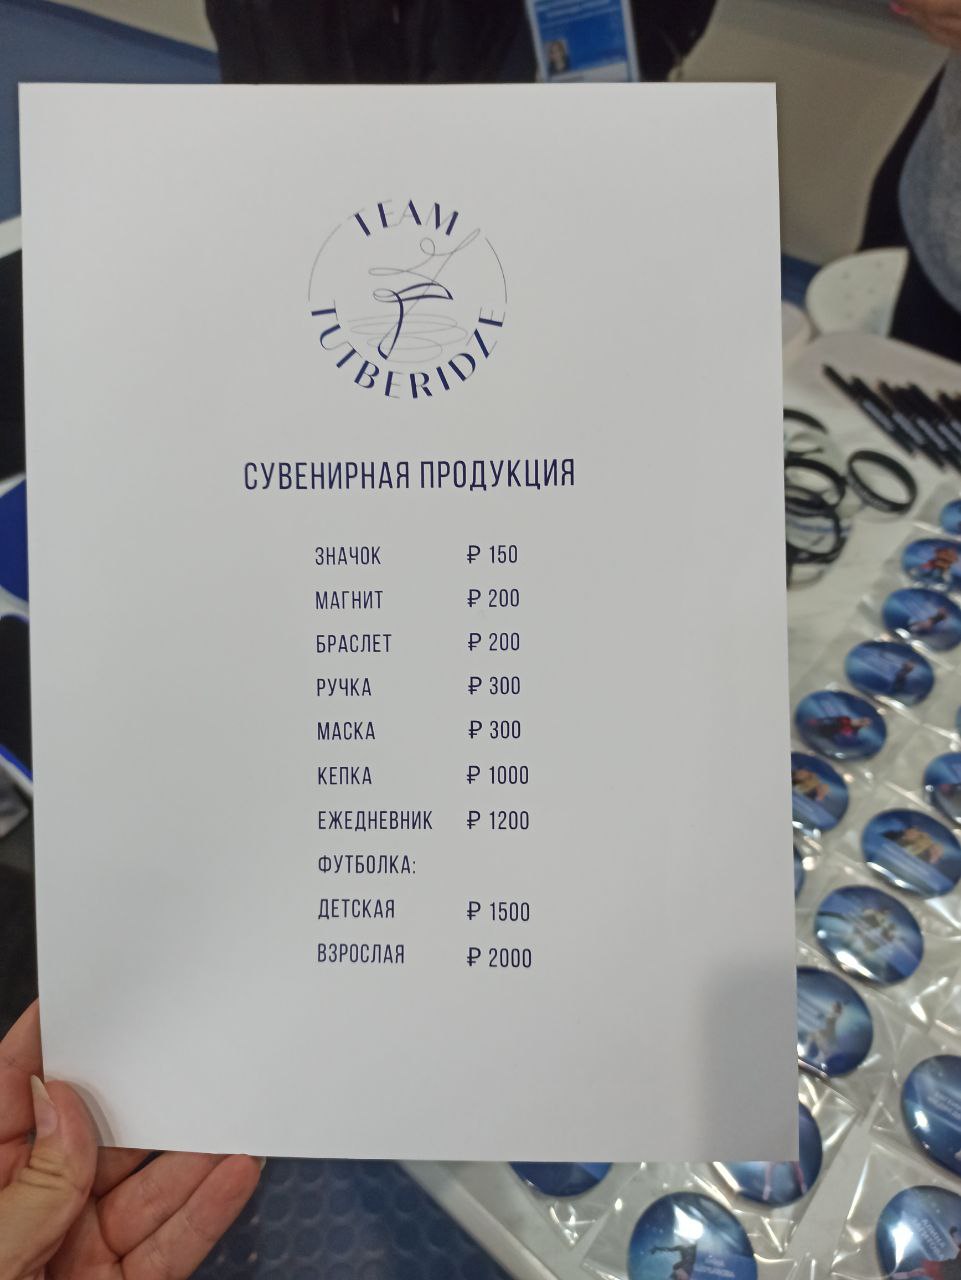 TEAM
TUTBERIDZE
СУВЕНИРНАЯ ПРОДУКЦИЯ
ЗНАЧОК ₽ 150
МАГНИТ ₽ 200
БРАСЛЕТ ₽ 200
РУЧКА ₽ 300
МАСКА ₽ 300
КЕПКА ₽ 1000
ЕЖЕДНЕВНИК ₽ 1200
ФУТБОЛКА:
ДЕТСКАЯ ₽ 1500
ВЗРОСЛАЯ ₽ 2000